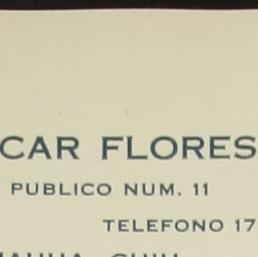 CAR FLORES
PUBLICO NUM. 11
TELEFONO 17